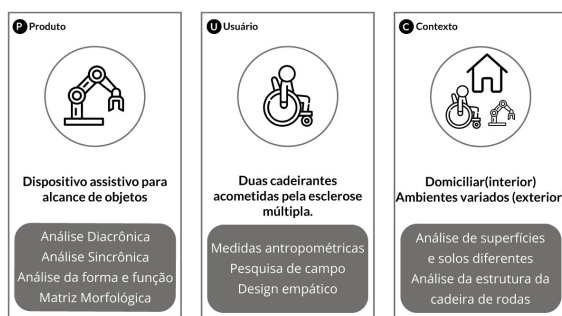 P Produto
Dispositivo assistivo para
alcance de objetos
Análise Diacrônica
Análise Sincrônica
Análise da forma e função
Matriz Morfológica
U Usuário
Duas cadeirantes
acometidas pela esclerose
múltipla.
Medidas antropométricas
Pesquisa de campo
Design empático
C Contexto
Domiciliar(interior)
Ambientes variados (exterior
Análise de superfícies
e solos diferentes
Análise da estrutura da
cadeira de rodas